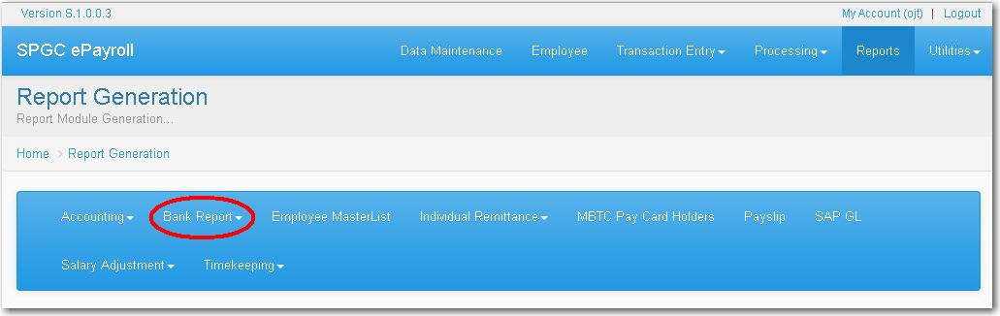 Version S.1.0.0.3 My Account (ojt) | Logout
SPGC ePayroll Data Maintenance Employee Transaction Entry Processing Reports Utilities
Report Generation
Report Module Generation...
Home > Report Generation
Accounting Bank Report Employee MasterList Individual Remittance MBTC Pay Card Holders Payslip SAP GL
Salary Adjustment Timekeeping